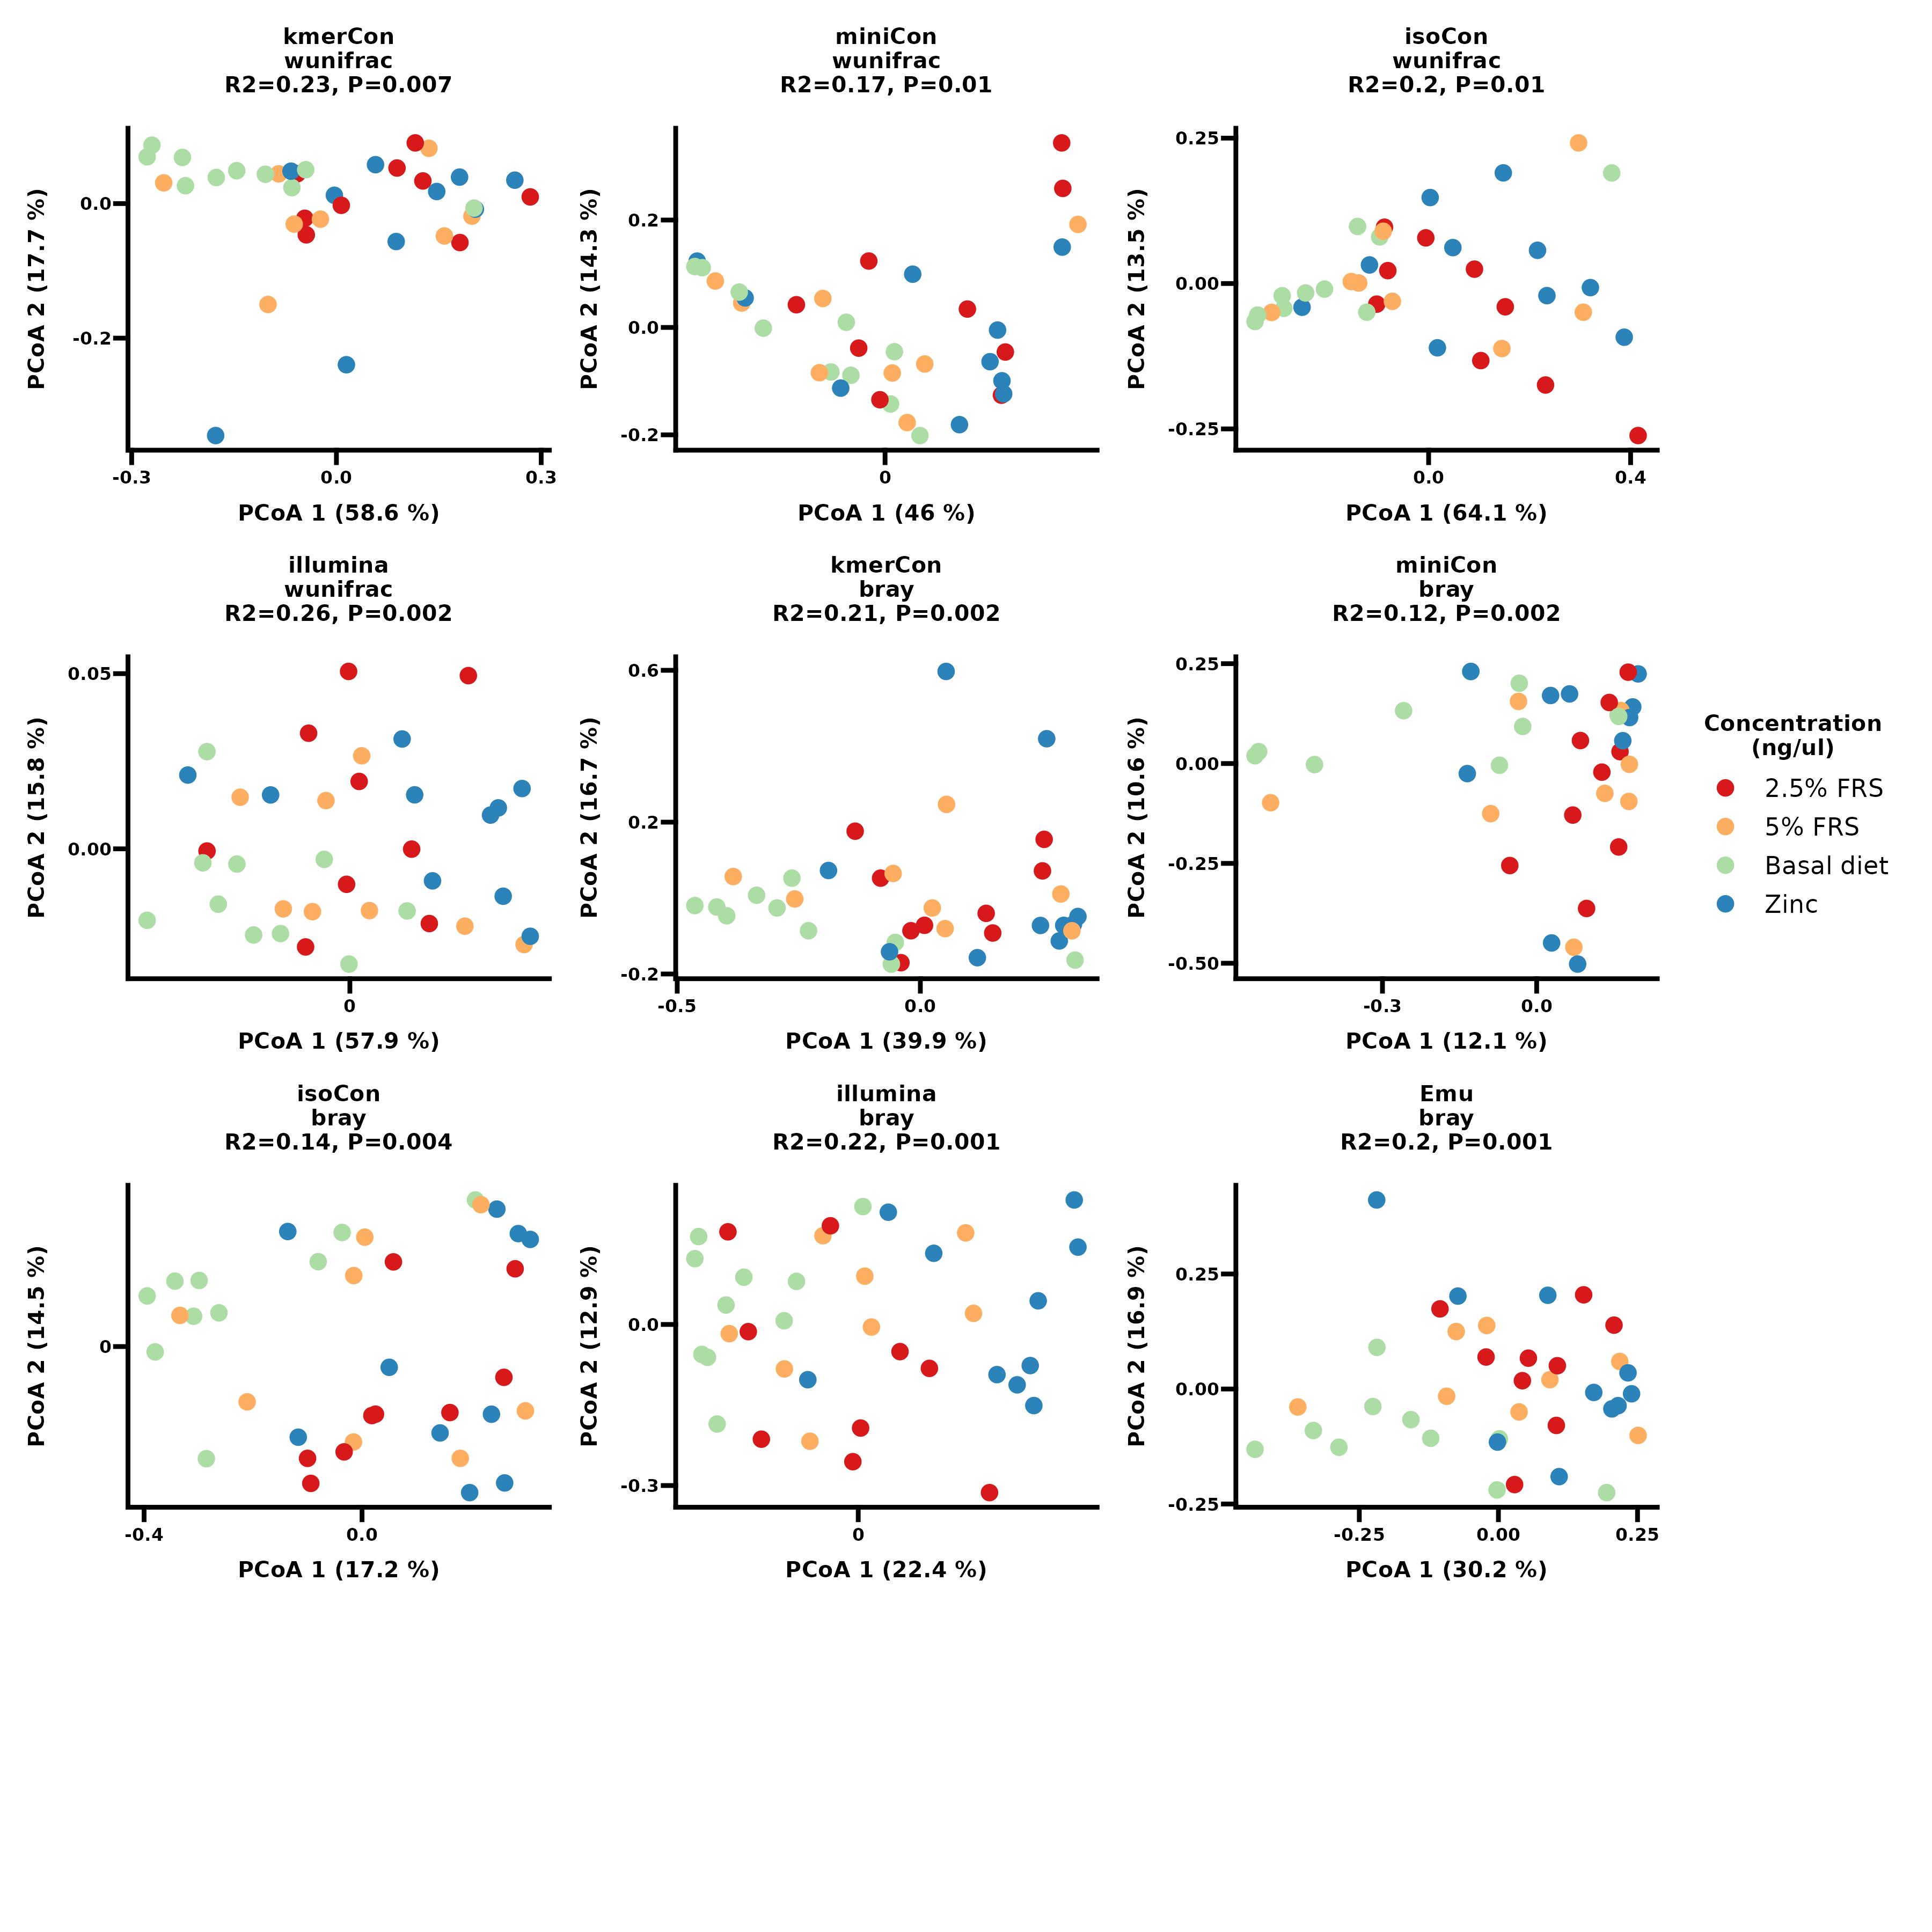 kmerCon
wunifrac
R2=0.23, P=0.007
PCoA 2 (17.7 %)
0.0
-0.2
-0.3
0.0
0.3
PCoA 1 (58.6 %)
miniCon
wunifrac
R2=0.17, P=0.01
PCoA 2 (14.3 %)
0.2
0.0
-0.2
0
PCoA 1 (46 %)
isoCon
wunifrac
R2=0.2, P=0.01
PCoA 2 (13.5 %)
0.25
0.00
-0.25
0.0
0.4
PCoA 1 (64.1 %)
illumina
wunifrac
R2=0.26, P=0.002
PCoA 2 (15.8 %)
0.05
0.00
0
PCoA 1 (57.9 %)
kmerCon
bray
R2=0.21, P=0.002
PCoA 2 (16.7 %)
0.6
0.2
-0.2
-0.5
0.0
PCoA 1 (39.9 %)
miniCon
bray
R2=0.12, P=0.002
PCoA 2 (10.6 %)
0.25
0.00
-0.25
-0.50
-0.3
0.0
PCoA 1 (12.1 %)
Concentration
(ng/ul)
2.5% FRS
5% FRS
Basal diet
Zinc
isoCon
bray
R2=0.14, P=0.004
PCoA 2 (14.5 %)
0
-0.4
0.0
PCoA 1 (17.2 %)
illumina
bray
R2=0.22, P=0.001
PCoA 2 (12.9 %)
0.0
-0.3
0
PCoA 1 (22.4 %)
Emu
bray
R2=0.2, P=0.001
PCoA 2 (16.9 %)
0.25
0.00
-0.25
-0.25
0.00
0.25
PCoA 1 (30.2 %)